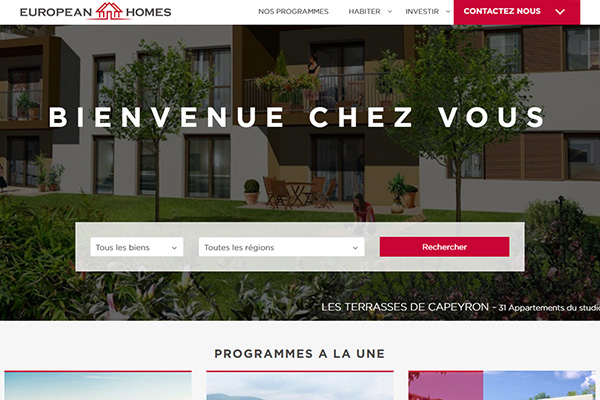 EUROPEAN HOMES
NOS PROGRAMMES
HABITER
INVESTIR
CONTACTEZ NOUS
BIENVENUE CHEZ VOUS
Tous les biens
Toutes les régions
Rechercher
LES TERRASSES DE CAPEYRON - 31 Appartements du studio
PROGRAMMES A LA UNE